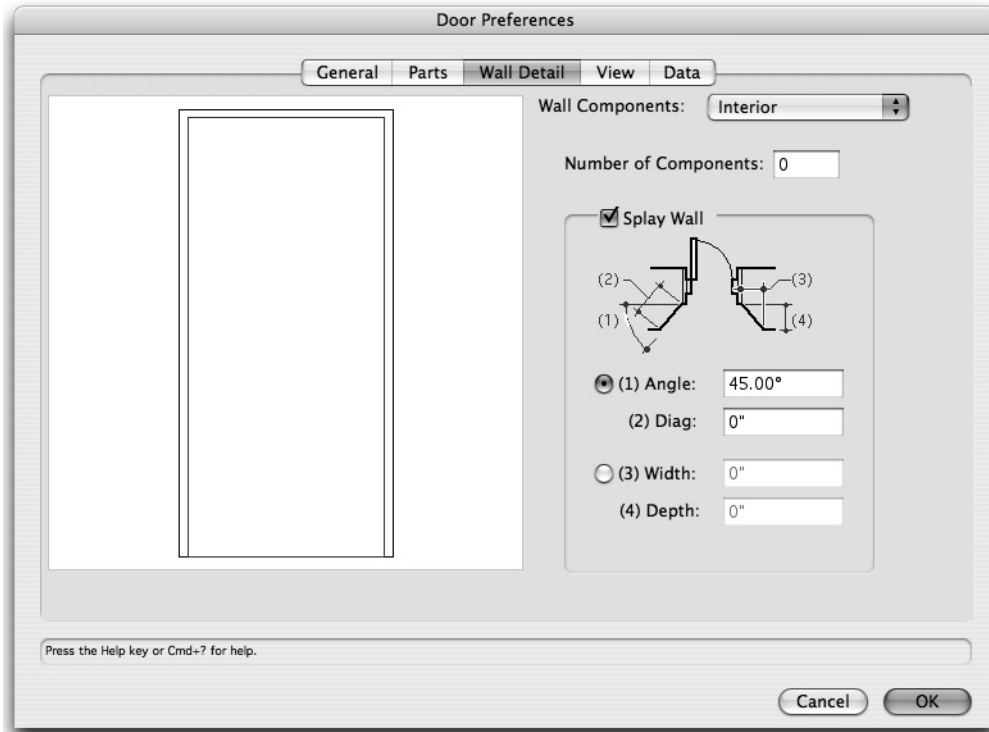 Door Preferences
General Parts Wall Detail View Data
Wall Components: Interior
Number of Components: 0
Splay Wall
(2) (3)
(1) (4)
(1) Angle: 45.00°
(2) Diag: 0"
(3) Width: 0"
(4) Depth: 0"
Press the Help key or Cmd+? for help.
Cancel OK